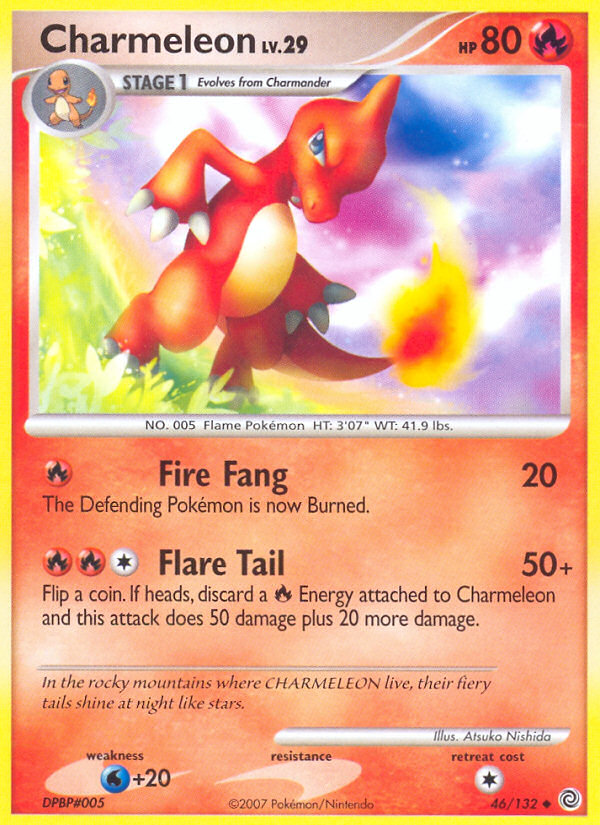 Charmeleon LV.29 HP 80
STAGE 1 Evolves from Charmander
NO. 005 Flame Pokémon HT: 3'07" WT: 41.9 lbs.
Fire Fang 20
The Defending Pokémon is now Burned.
Flare Tail 50+
Flip a coin. If heads, discard a Energy attached to Charmeleon
and this attack does 50 damage plus 20 more damage.
In the rocky mountains where CHARMELEON live, their fiery
tails shine at night like stars.
Illus. Atsuko Nishida
weakness resistance retreat cost
+20
DPBP#005 ©2007 Pokémon/Nintendo 46/132